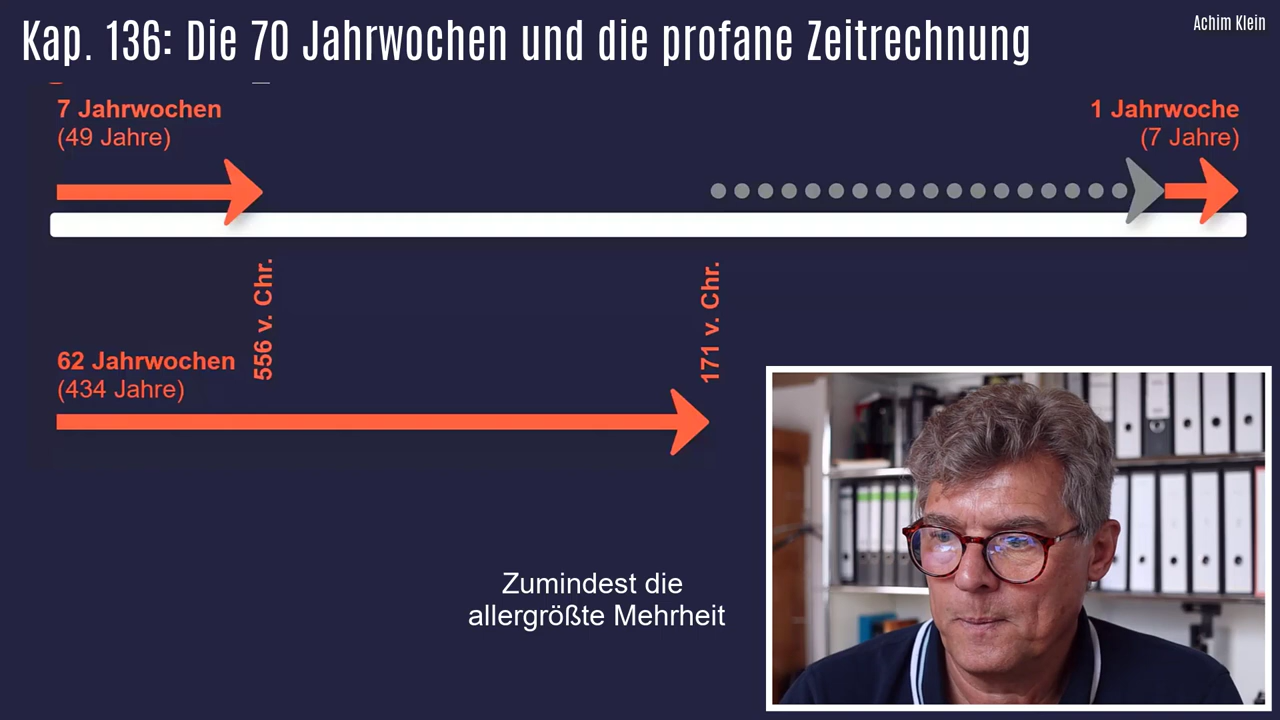 Kap. 136: Die 70 Jahrwochen und die profane Zeitrechnung
Achim Klein
7 Jahrwochen
(49 Jahre)
1 Jahrwoche
(7 Jahre)
556 v. Chr.
171 v. Chr.
62 Jahrwochen
(434 Jahre)
Zumindest die
allergrößte Mehrheit